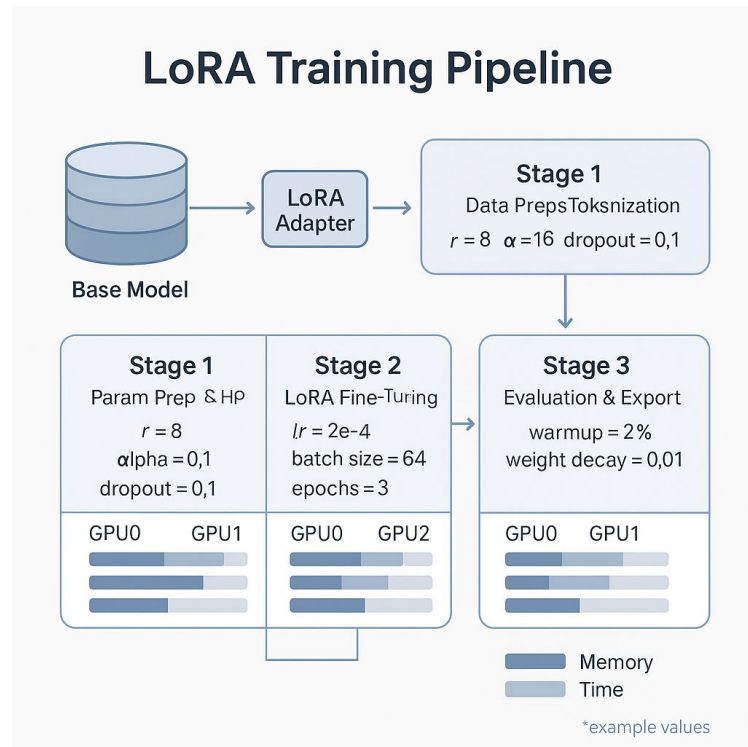 LoRA Training Pipeline
Base Model
LoRA
Adapter
Stage 1
Data PrepsToksnization
r = 8 α =16 dropout = 0,1
Stage 1
Param Prep & Hp
r = 8
αlpha = 0,1
dropout = 0,1
GPU0 GPU1
Stage 2
LoRA Fine-Turing
l.r = 2e-4
batch size = 64
epochs = 3
GPU0 GPU2
Stage 3
Evaluation & Export
warmup = 2%
weight decay = 0,01
GPU0 GPU1
Memory
Time
*example values